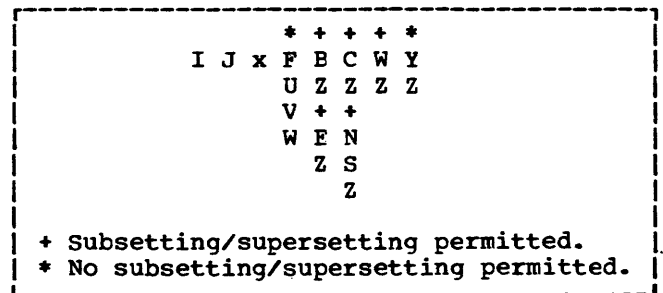 * + + + *
I J x F B C W Y
U Z Z Z Z
V + +
W E N
Z S
Z
+ Subsetting/supersetting permitted.
* No subsetting/supersetting permitted.